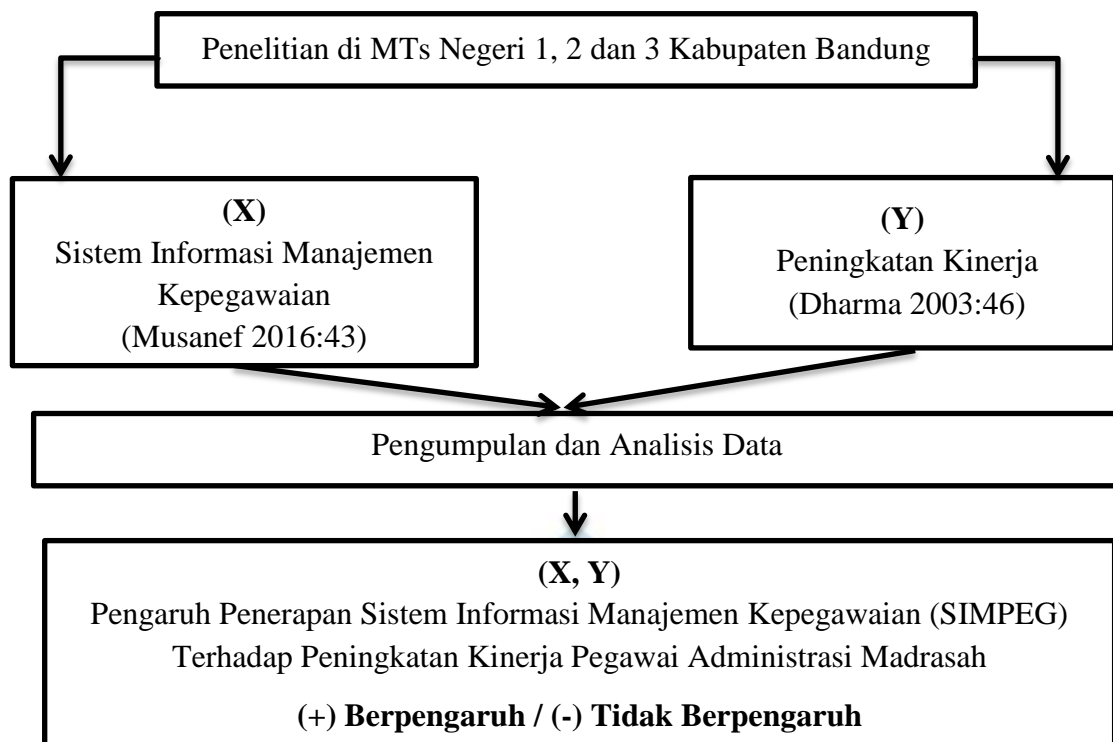 Penelitian di MTs Negeri 1, 2 dan 3 Kabupaten Bandung
(X)
Sistem Informasi Manajemen
Kepegawaian
(Musanef 2016:43)
(Y)
Peningkatan Kinerja
(Dharma 2003:46)
Pengumpulan dan Analisis Data
(X, Y)
Pengaruh Penerapan Sistem Informasi Manajemen Kepegawaian (SIMPEG)
Terhadap Peningkatan Kinerja Pegawai Administrasi Madrasah
(+) Berpengaruh / (-) Tidak Berpengaruh